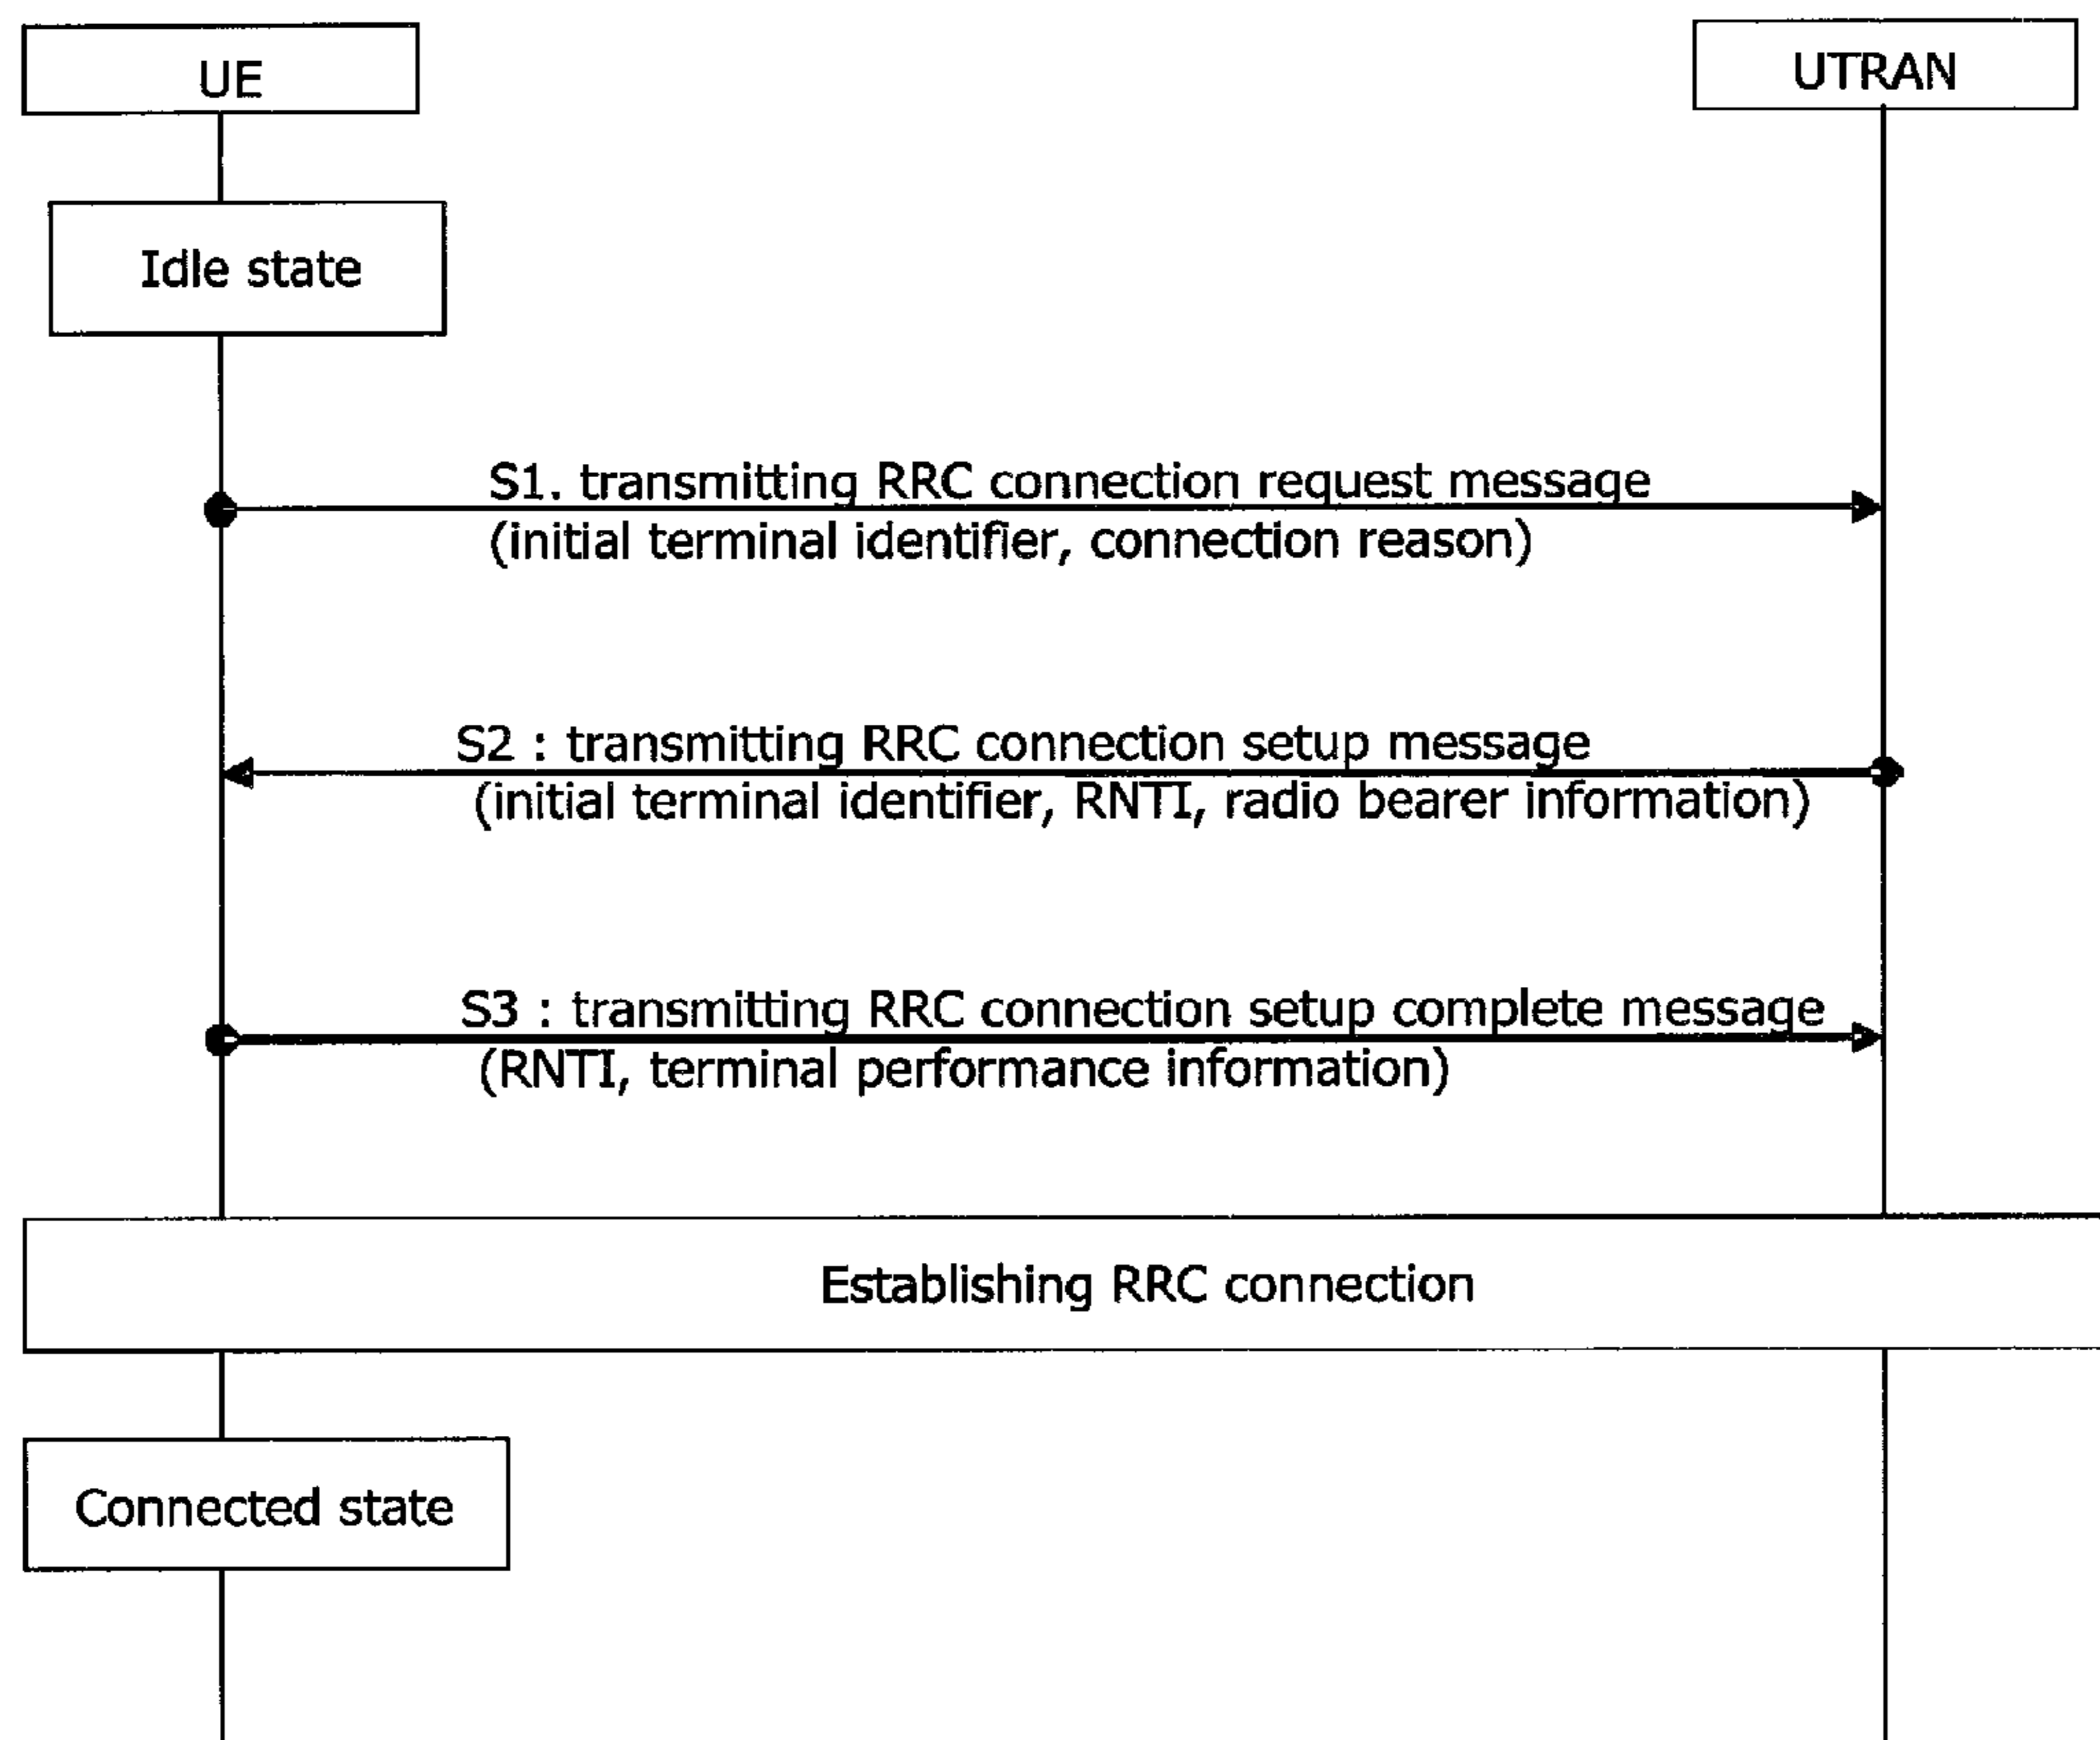 UE
UTRAN
Idle state
S1. transmitting RRC connection request message
(initial terminal identifier, connection reason)
S2 : transmitting RRC connection setup message
(initial terminal identifier, RNTI, radio bearer information)
S3 : transmitting RRC connection setup complete message
(RNTI, terminal performance information)
Establishing RRC connection
Connected state